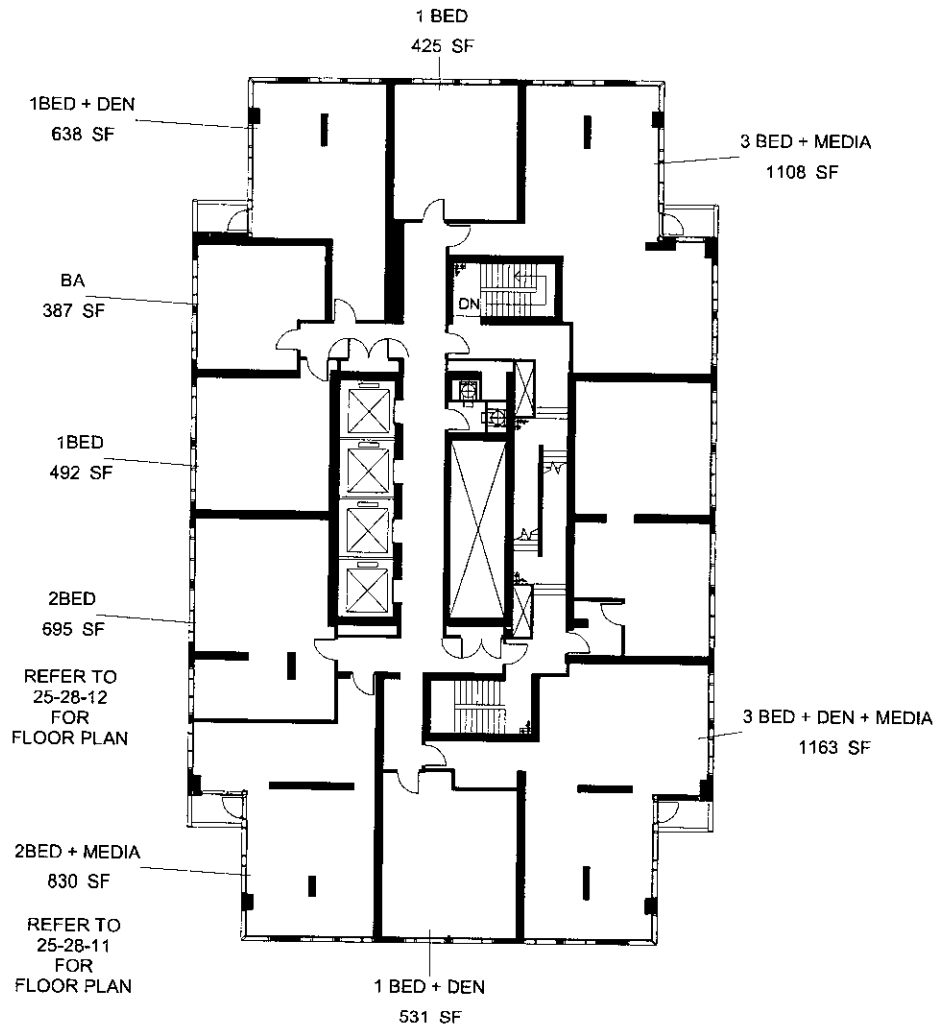 1 BED
425 SF
1BED + DEN
638 SF
3 BED + MEDIA
1108 SF
BA
387 SF
DN
1BED
492 SF
2BED
695 SF
REFER TO
25-28-12
FOR
FLOOR PLAN
3 BED + DEN + MEDIA
1163 SF
2BED + MEDIA
830 SF
REFER TO
25-28-11
FOR
FLOOR PLAN
1 BED + DEN
531 SF